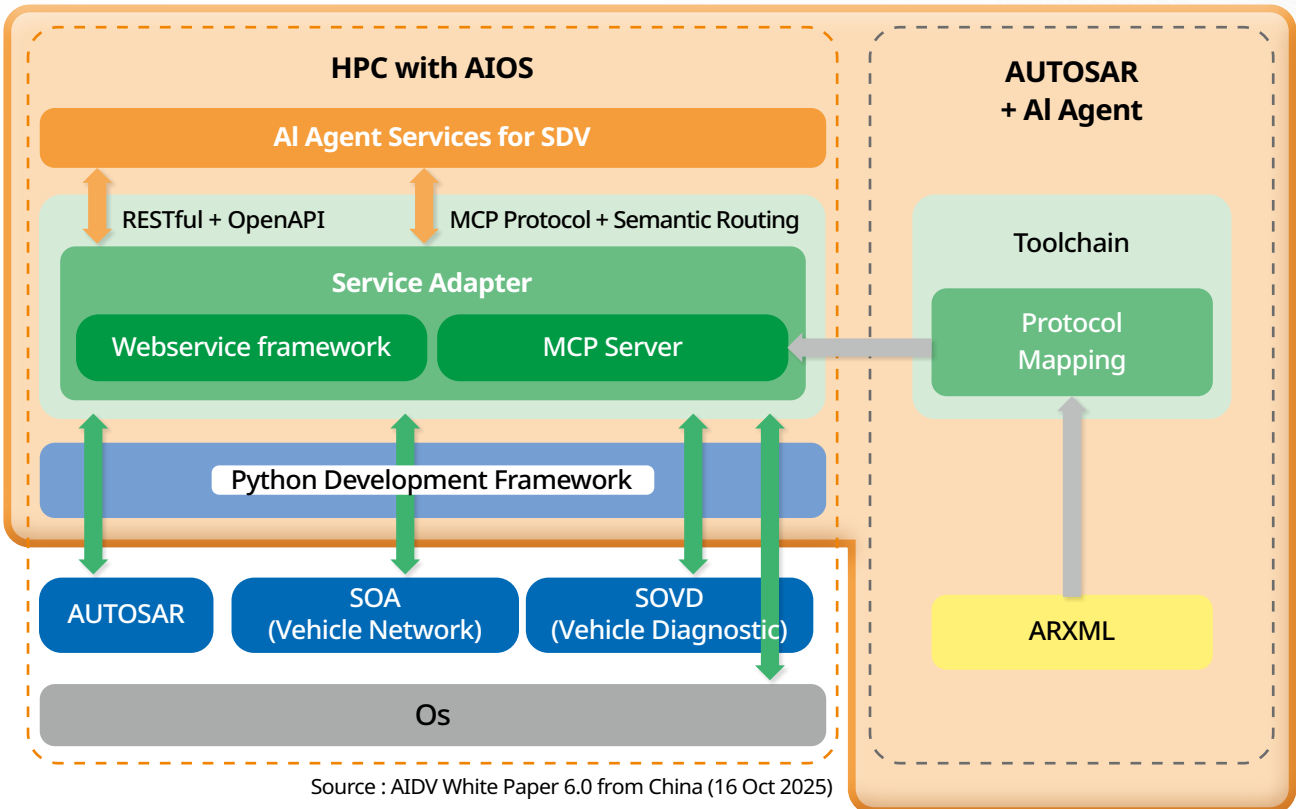 HPC with AIOS
AI Agent Services for SDV
RESTful + OpenAPI
MCP Protocol + Semantic Routing
Service Adapter
Webservice framework
MCP Server
Python Development Framework
AUTOSAR
SOA
(Vehicle Network)
SOVD
(Vehicle Diagnostic)
Os
Source : AIDV White Paper 6.0 from China (16 Oct 2025)
AUTOSAR
+ AI Agent
Toolchain
Protocol
Mapping
ARXML